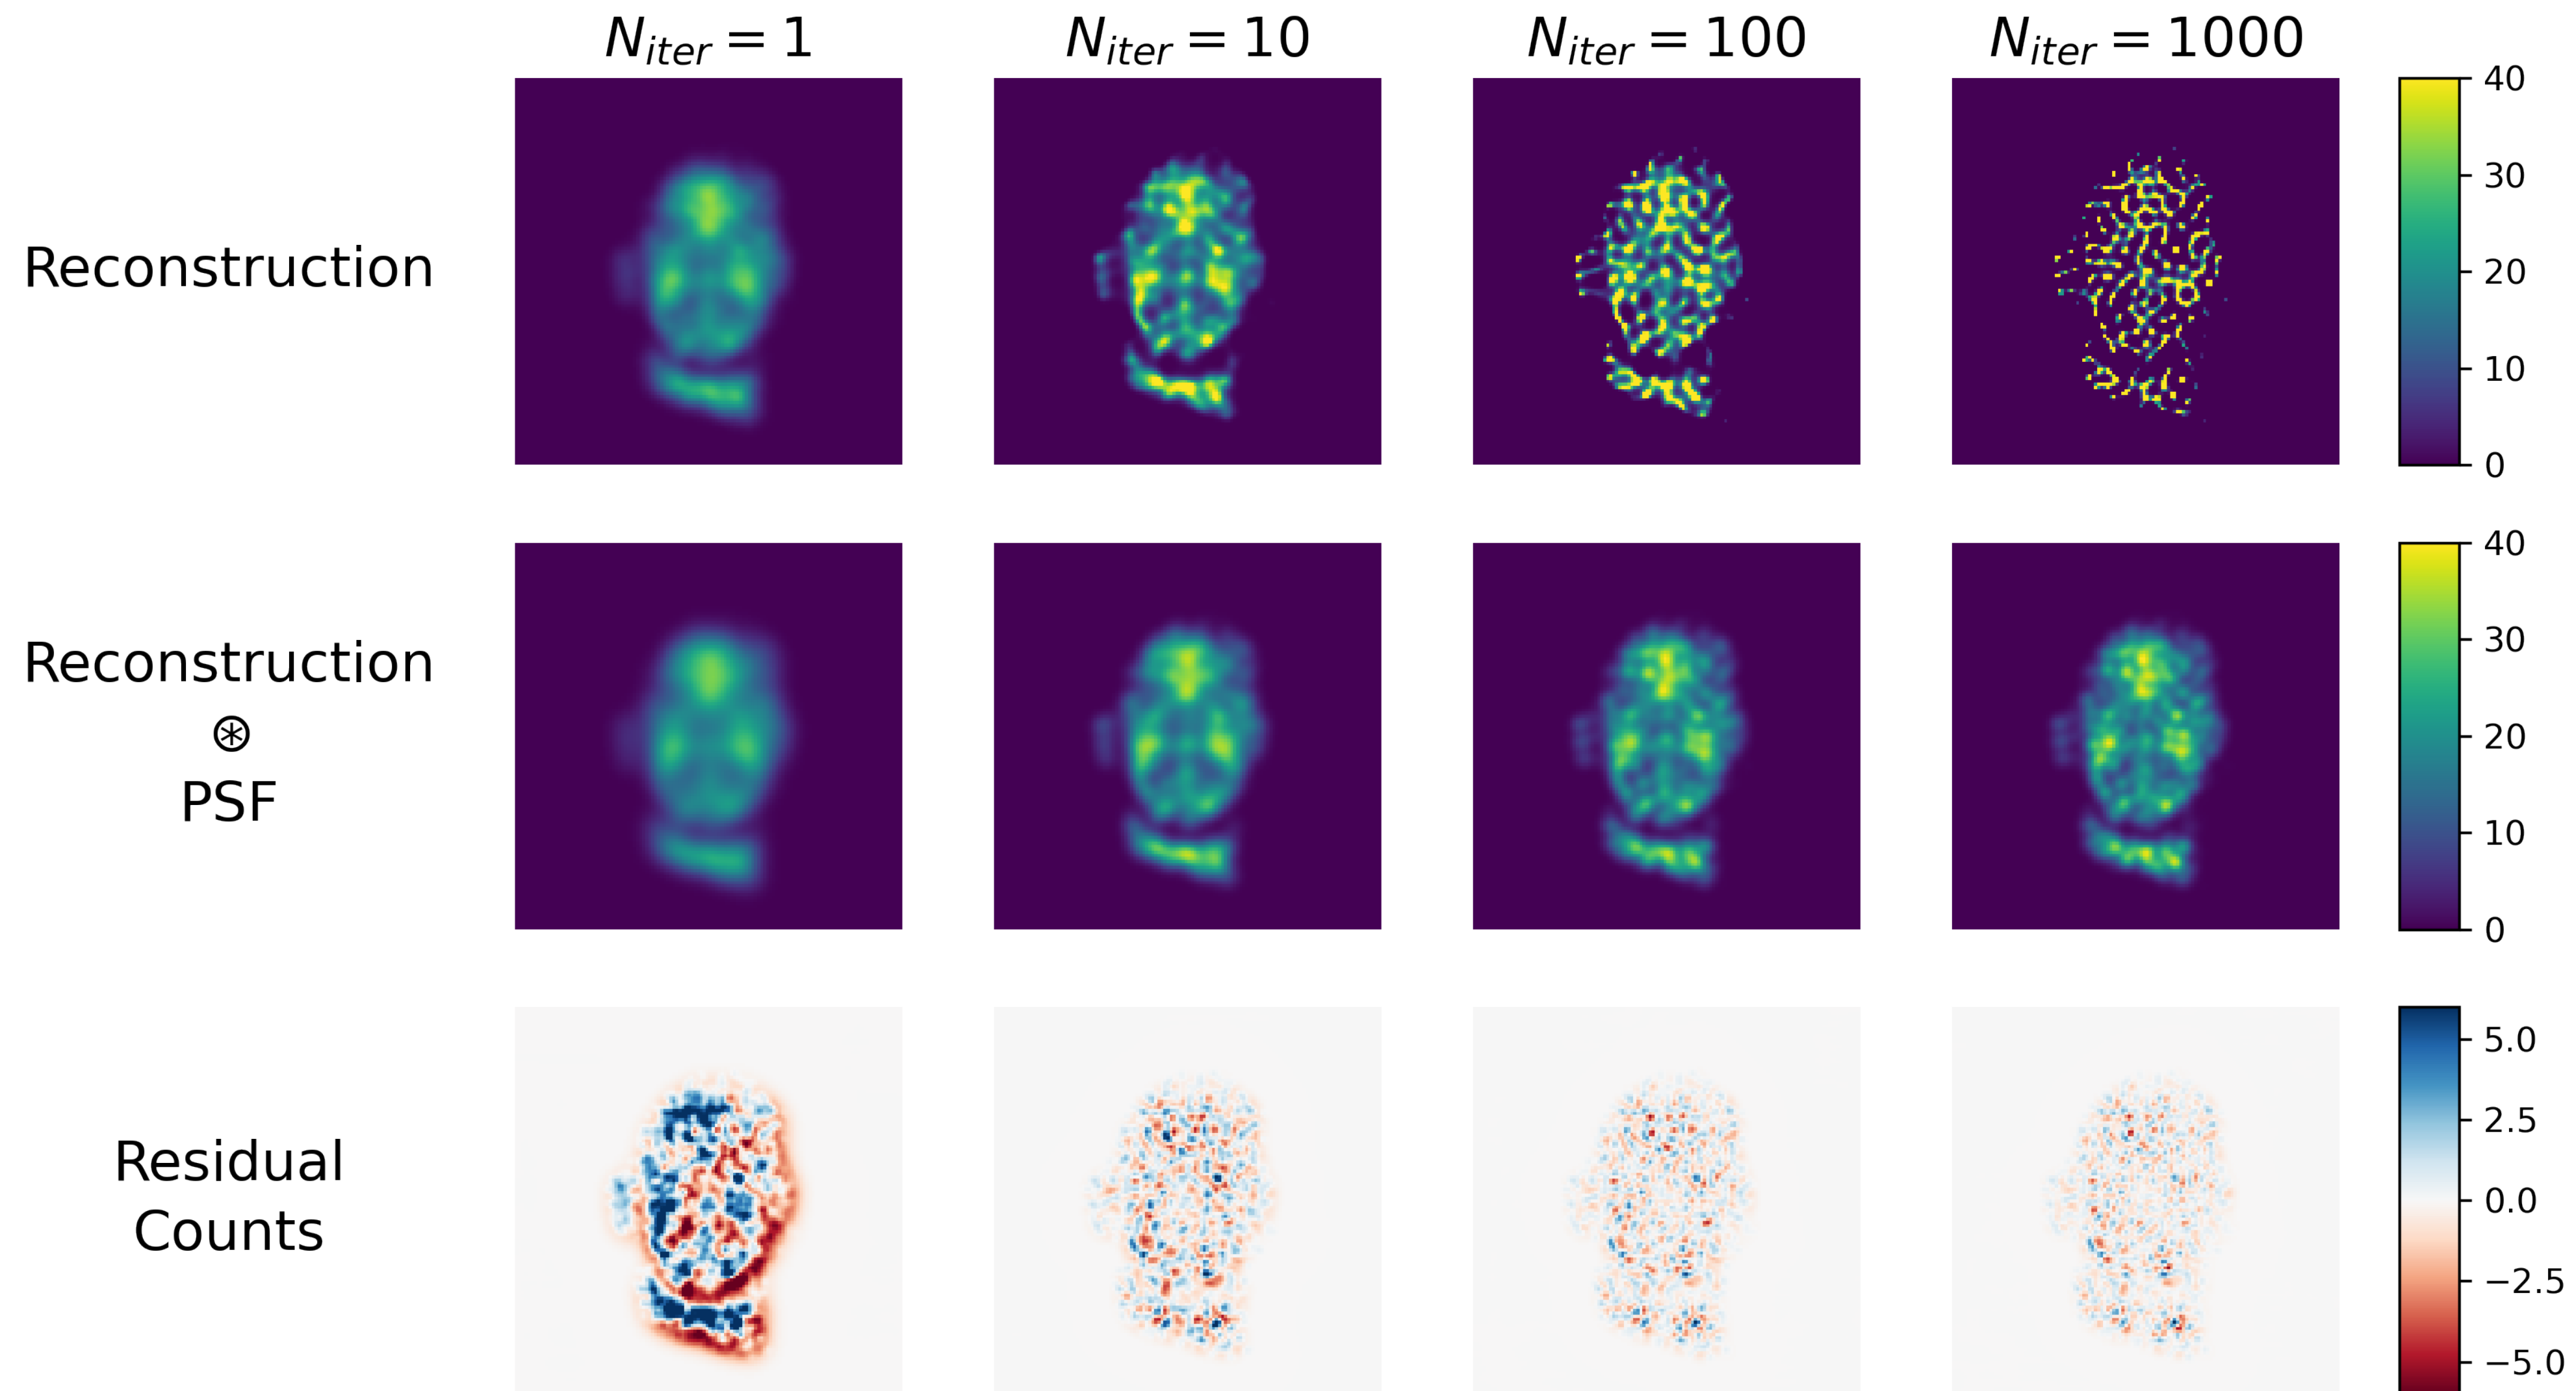 N_iter = 1
N_iter = 10
N_iter = 100
N_iter = 1000
Reconstruction
40
30
20
10
0
Reconstruction
⊛
PSF
40
30
20
10
0
Residual
Counts
5.0
2.5
0.0
−2.5
−5.0